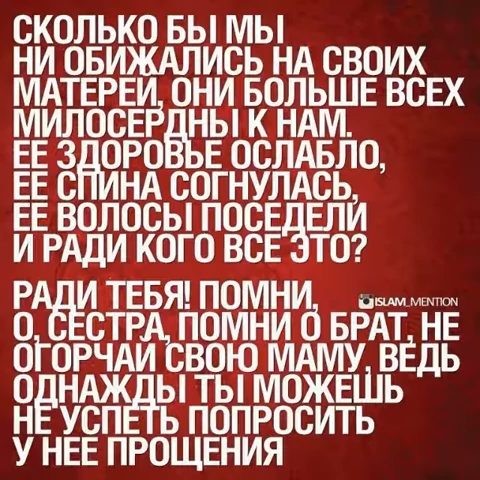 СКОЛЬКО БЫ МЫ
НИ ОБИЖАЛИСЬ НА СВОИХ
МАТЕРЕЙ, ОНИ БОЛЬШЕ ВСЕХ
МИЛОСЕРДНЫ К НАМ.
ЕЕ ЗДОРОВЬЕ ОСЛАБЛО,
ЕЕ СПИНА СОГНУЛАСЬ,
ЕЕ ВОЛОСЫ ПОСЕДЕЛИ
И РАДИ КОГО ВСЕ ЭТО?
РАДИ ТЕБЯ! ПОМНИ,
ISLAM_MENTION
О, СЕСТРА, ПОМНИ О БРАТ, НЕ
ОГОРЧАЙ СВОЮ МАМУ, ВЕДЬ
ОДНАЖДЫ ТЫ МОЖЕШЬ
НЕ УСПЕТЬ ПОПРОСИТЬ
У НЕЕ ПРОЩЕНИЯ